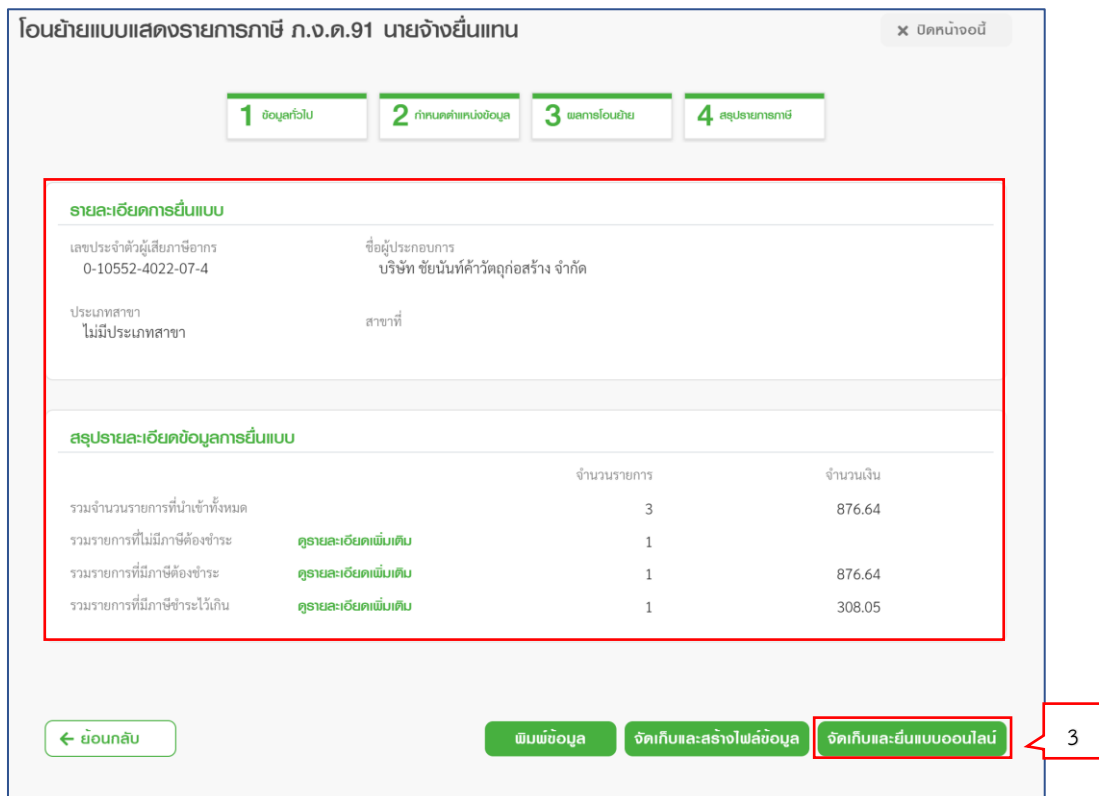 โอนย้ายแบบแสดงรายการภาษี ภ.ง.ด.91 นายจ้างยื่นแทน
× ปิดหน้าจอนี้
1 ข้อมูลทั่วไป 2 กำหนดตำแหน่งข้อมูล 3 ผลการโอนย้าย 4 สรุปรายการภาษี
รายละเอียดการยื่นแบบ
เลขประจำตัวผู้เสียภาษีอากร ชื่อผู้ประกอบการ
0-10552-4022-07-4 บริษัท ชัยนันท์ค้าวัตถุก่อสร้าง จำกัด
ประเภทสาขา สาขาที่
ไม่มีประเภทสาขา
สรุปรายละเอียดข้อมูลการยื่นแบบ
จำนวนรายการ จำนวนเงิน
รวมจำนวนรายการที่นำเข้าทั้งหมด 3 876.64
รวมรายการที่ไม่มีภาษีต้องชำระ ดูรายละเอียดเพิ่มเติม 1
รวมรายการที่มีภาษีต้องชำระ ดูรายละเอียดเพิ่มเติม 1 876.64
รวมรายการที่มีภาษีชำระไว้เกิน ดูรายละเอียดเพิ่มเติม 1 308.05
← ย้อนกลับ พิมพ์ข้อมูล จัดเก็บและสร้างไฟล์ข้อมูล จัดเก็บและยื่นแบบออนไลน์ 3